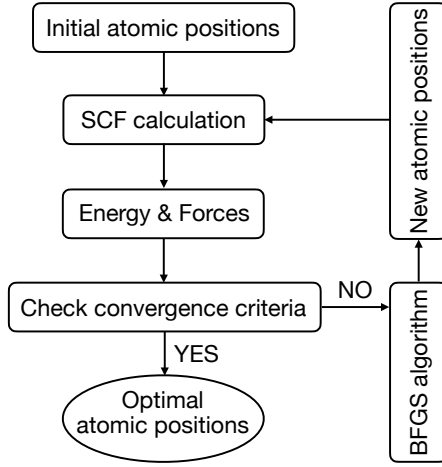 Initial atomic positions
SCF calculation
Energy & Forces
Check convergence criteria
NO
YES
Optimal
atomic positions
BFGS algorithm
New atomic positions